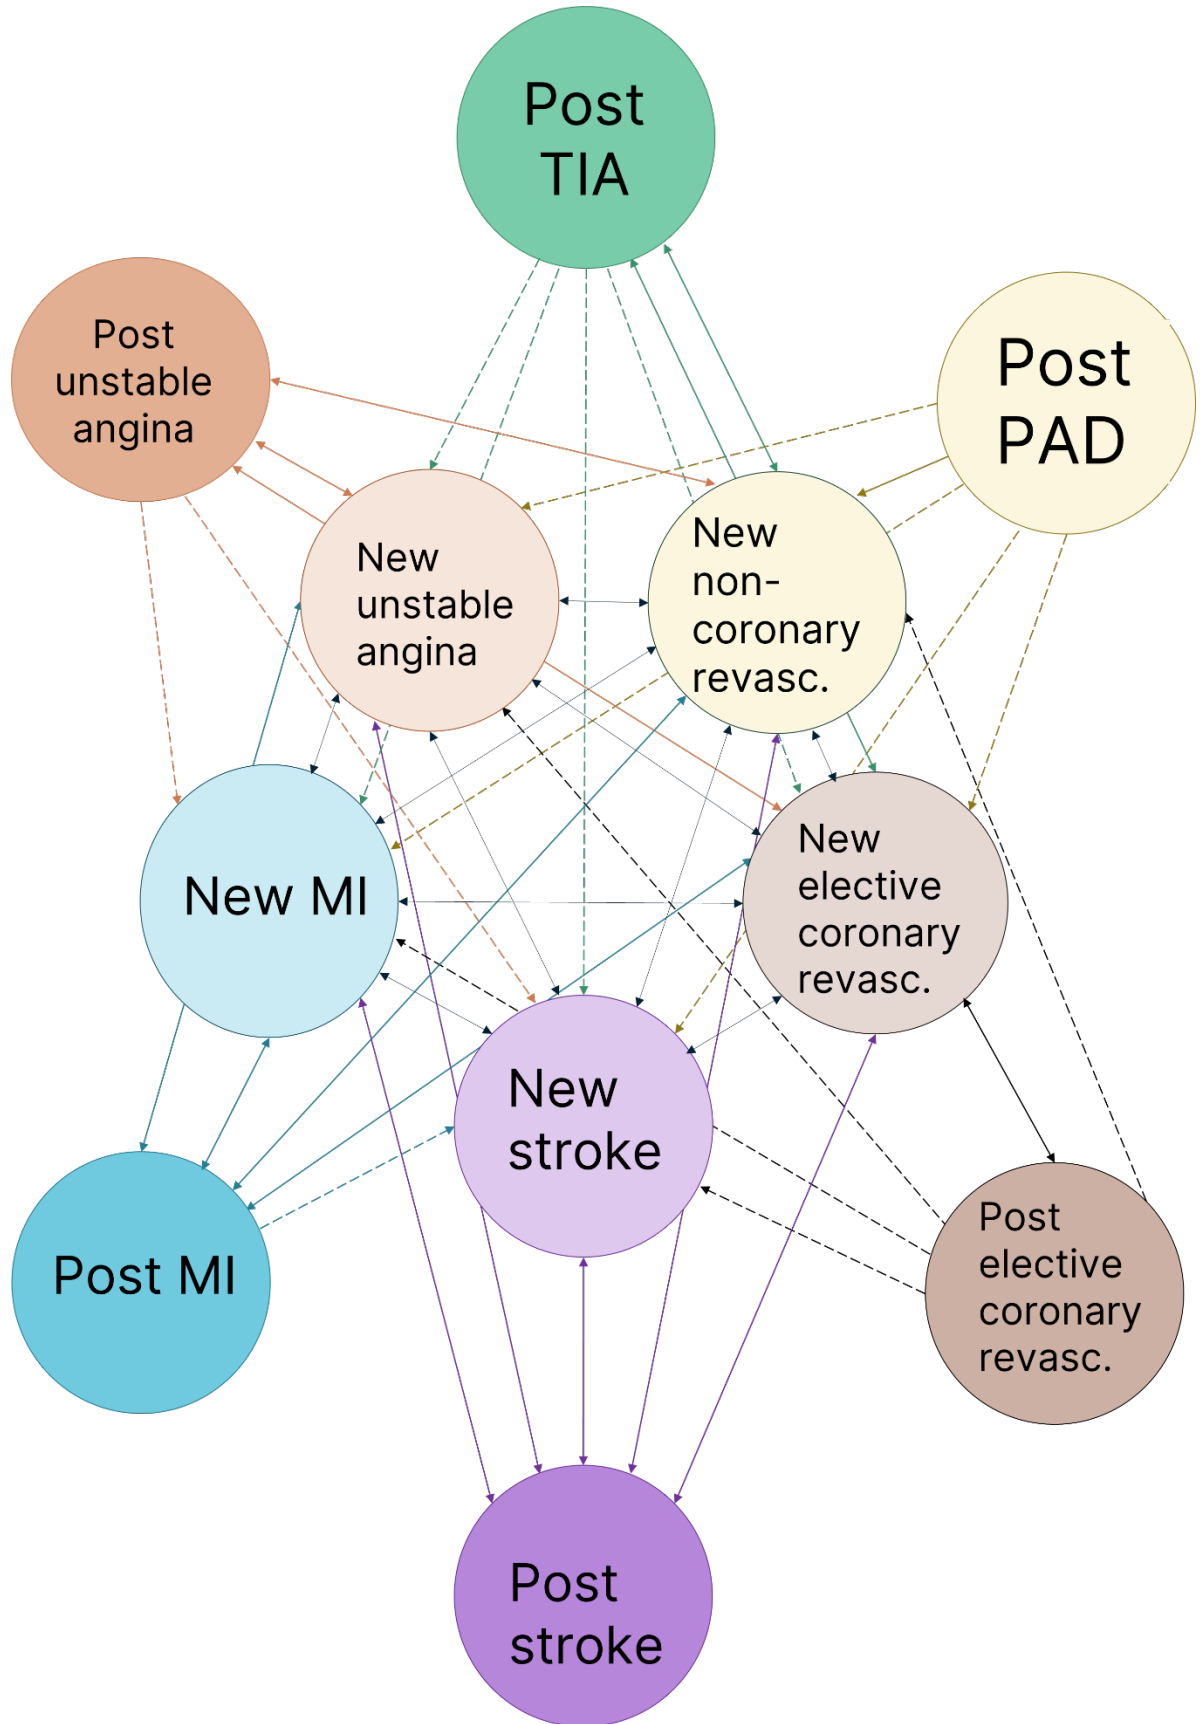 Post
TIA
Post
unstable
angina
Post
PAD
New
unstable
angina
New
non-
coronary
revasc.
New MI
New
elective
coronary
revasc.
New
stroke
Post MI
Post
elective
coronary
revasc.
Post
stroke